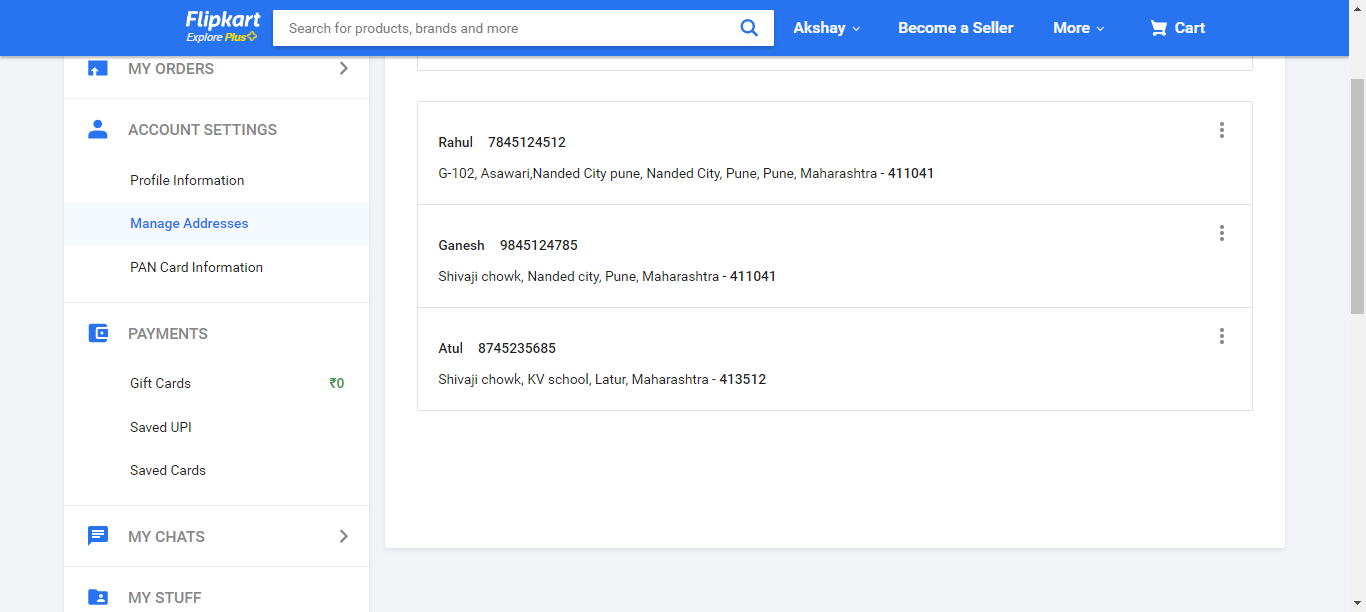 Flipkart
Explore Plus
Search for products, brands and more
Akshay
Become a Seller
More
Cart
MY ORDERS
ACCOUNT SETTINGS
Profile Information
Manage Addresses
PAN Card Information
PAYMENTS
Gift Cards ₹0
Saved UPI
Saved Cards
MY CHATS
MY STUFF
Rahul 7845124512
G-102, Asawari,Nanded City pune, Nanded City, Pune, Pune, Maharashtra - 411041
Ganesh 9845124785
Shivaji chowk, Nanded city, Pune, Maharashtra - 411041
Atul 8745235685
Shivaji chowk, KV school, Latur, Maharashtra - 413512